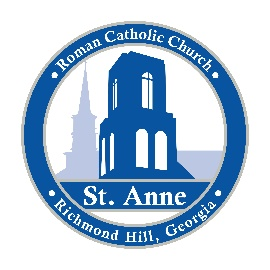 • Roman Catholic Church •
St. Anne
Richmond Hill, Georgia